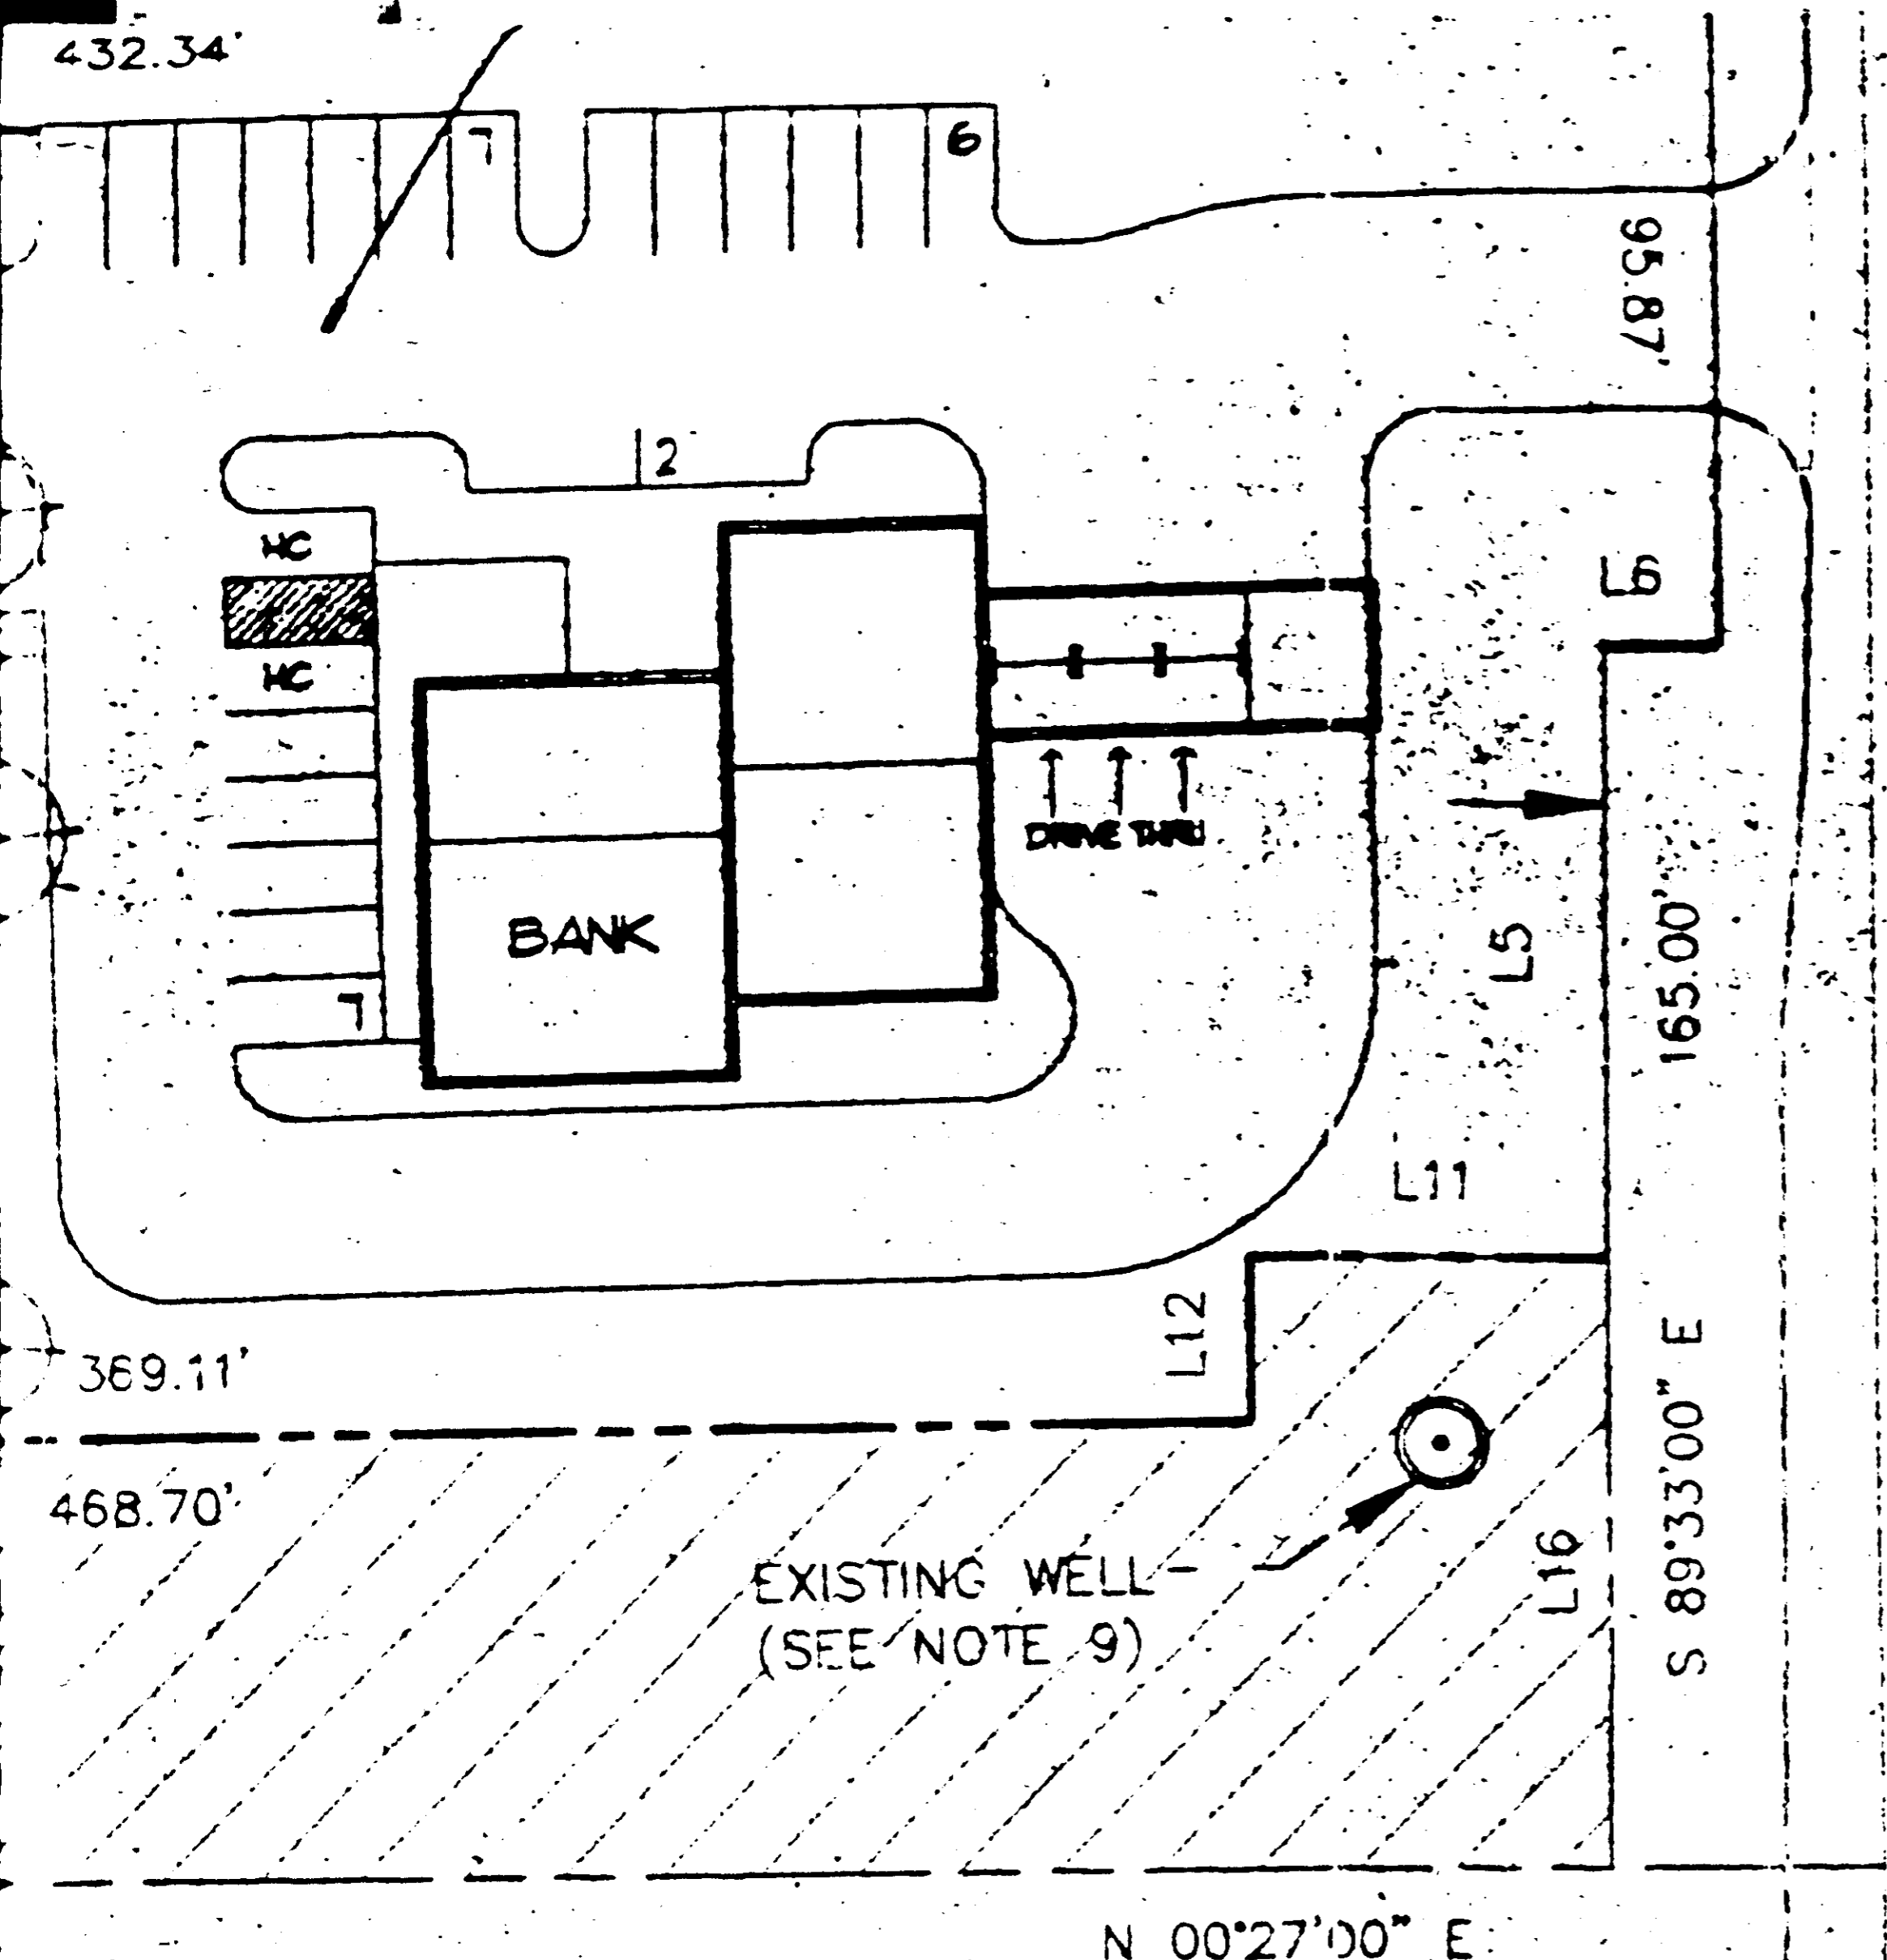 432.34'
7
6
95.87'
2
HC
L6
HC
DRIVE THRU
BANK
L5
165.00'
7
L11
L12
369.11'
468.70'
EXISTING WELL
(SEE NOTE 9)
L16
S 89°33'00" E
N 00°27'00" E